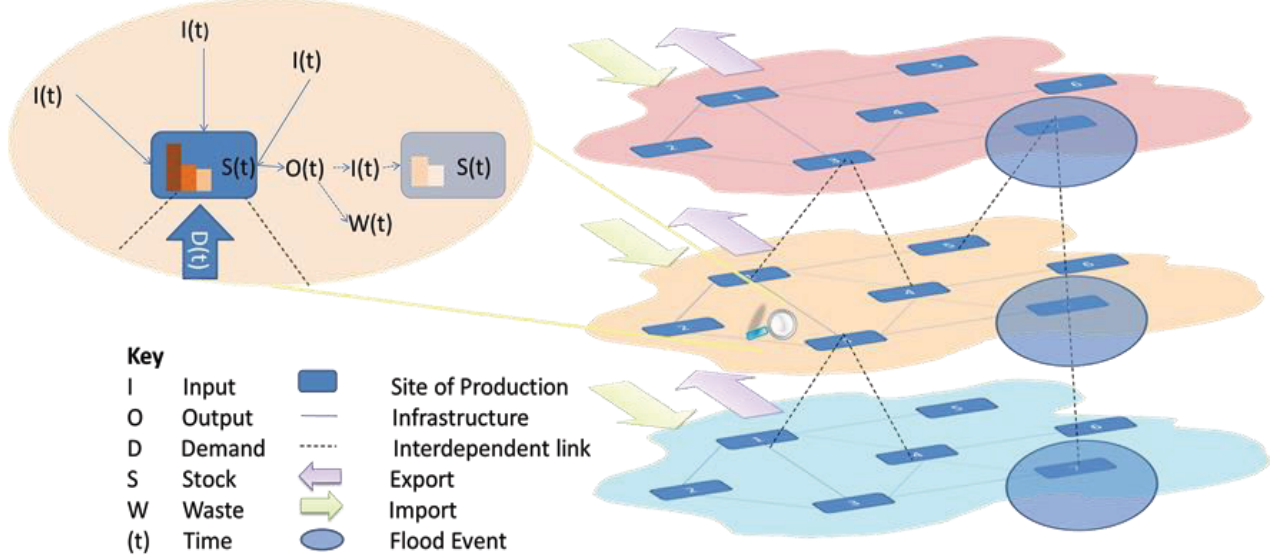 I(t)
I(t)
I(t)
S(t)
O(t)
I(t)
S(t)
W(t)
D(t)
Key
I Input Site of Production
O Output Infrastructure
D Demand Interdependent link
S Stock Export
W Waste Import
(t) Time Flood Event
5
6
1
4
2
3
5
6
4
2
5
6
1
4
7
2
3